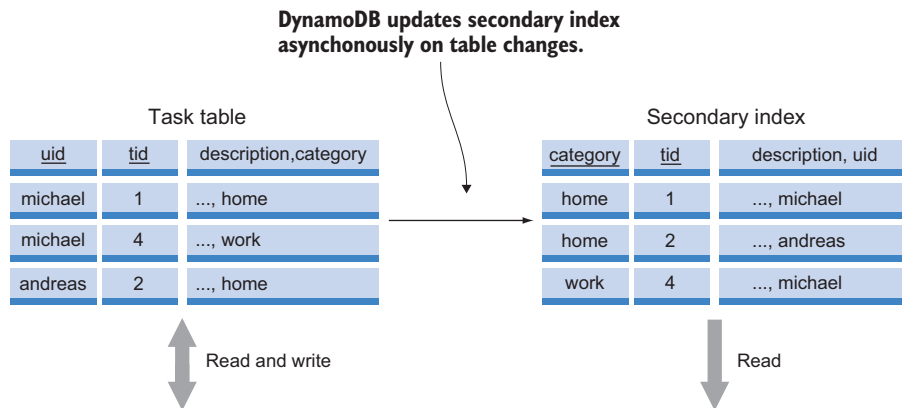 DynamoDB updates secondary index
asynchonously on table changes.
Task table
uid tid description,category
michael 1 ..., home
michael 4 ..., work
andreas 2 ..., home
Read and write
Secondary index
category tid description, uid
home 1 ..., michael
home 2 ..., andreas
work 4 ..., michael
Read